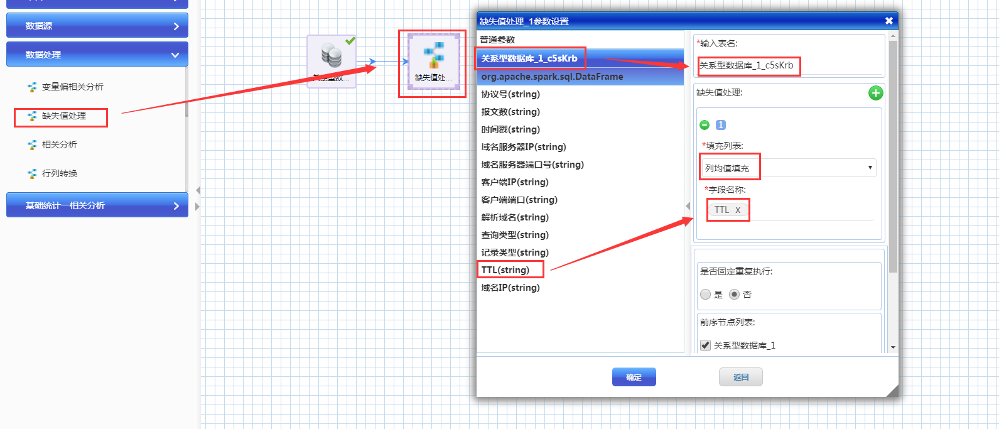 数据源
数据处理
变量偏相关分析
缺失值处理
相关分析
行列转换
基础统计—相关分析
关系型数...
缺失值处...
缺失值处理_1参数设置
普通参数
关系型数据库_1_c5sKrb
org.apache.spark.sql.DataFrame
协议号(string)
报文数(string)
时间戳(string)
域名服务器IP(string)
域名服务器端口号(string)
客户端IP(string)
客户端端口(string)
解析域名(string)
查询类型(string)
记录类型(string)
TTL(string)
域名IP(string)
*输入表名:
关系型数据库_1_c5sKrb
缺失值处理:
1
*填充列表:
列均值填充
*字段名称:
TTL X
是否固定重复执行:
是 否
前序节点列表:
关系型数据库_1
确定
返回